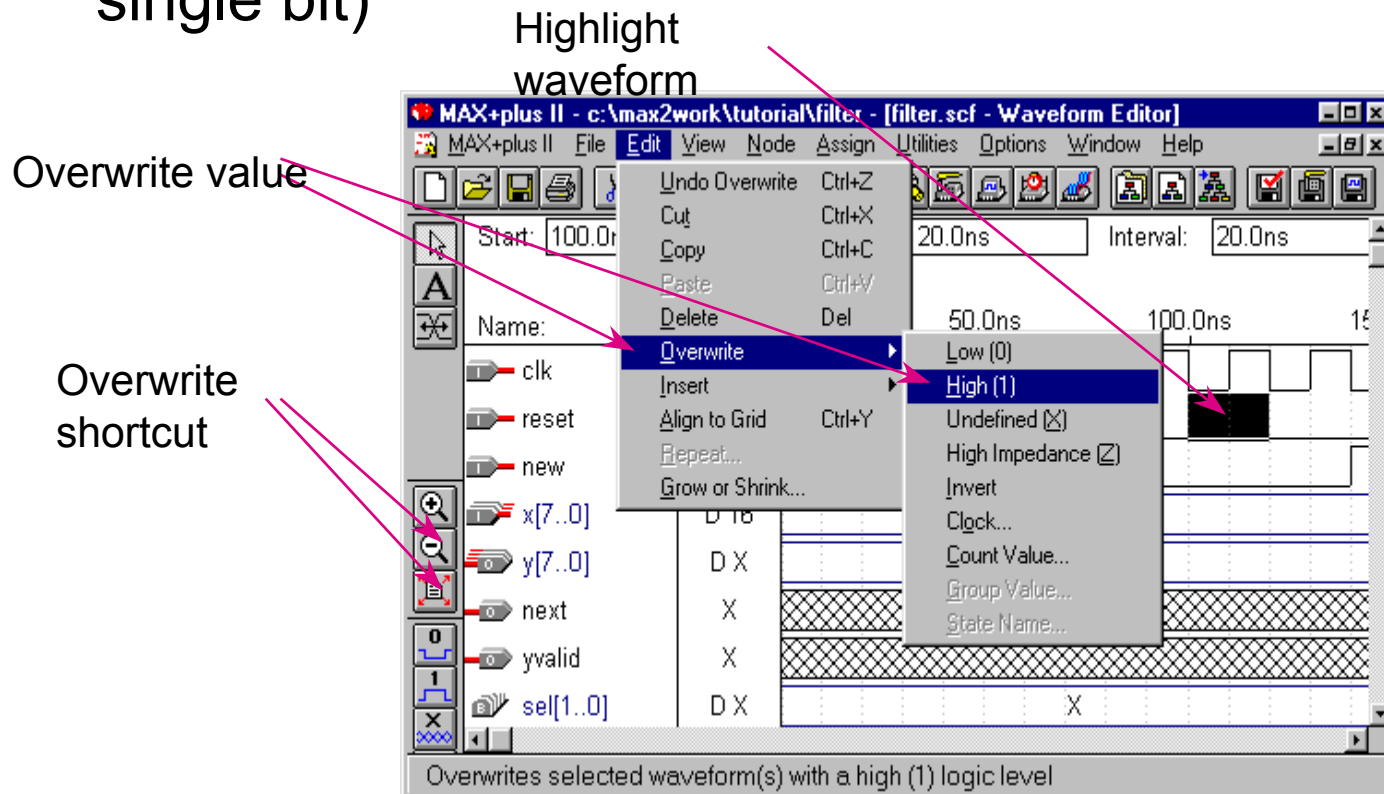 single bit)
Highlight
waveform
Overwrite value
Overwrite
shortcut
MAX+plus II - c:\max2work\tutorial\filter - [filter.scf - Waveform Editor]
MAX+plus II File Edit View Node Assign Utilities Options Window Help
Undo Overwrite Ctrl+Z
Cut Ctrl+X
Copy Ctrl+C
Paste Ctrl+V
Delete Del
Overwrite
Insert
Align to Grid Ctrl+Y
Repeat...
Grow or Shrink...
Start: 100.0 20.0ns Interval: 20.0ns
A
Name: 50.0ns 100.0ns 15
Low (0)
High (1)
Undefined (X)
High Impedance (Z)
Invert
Clock...
Count Value...
Group Value...
State Name...
clk
reset
new
x[7..0] D 16
y[7..0] D X
next X
yvalid X
sel[1..0] D X X
0
1
X
Overwrites selected waveform(s) with a high (1) logic level